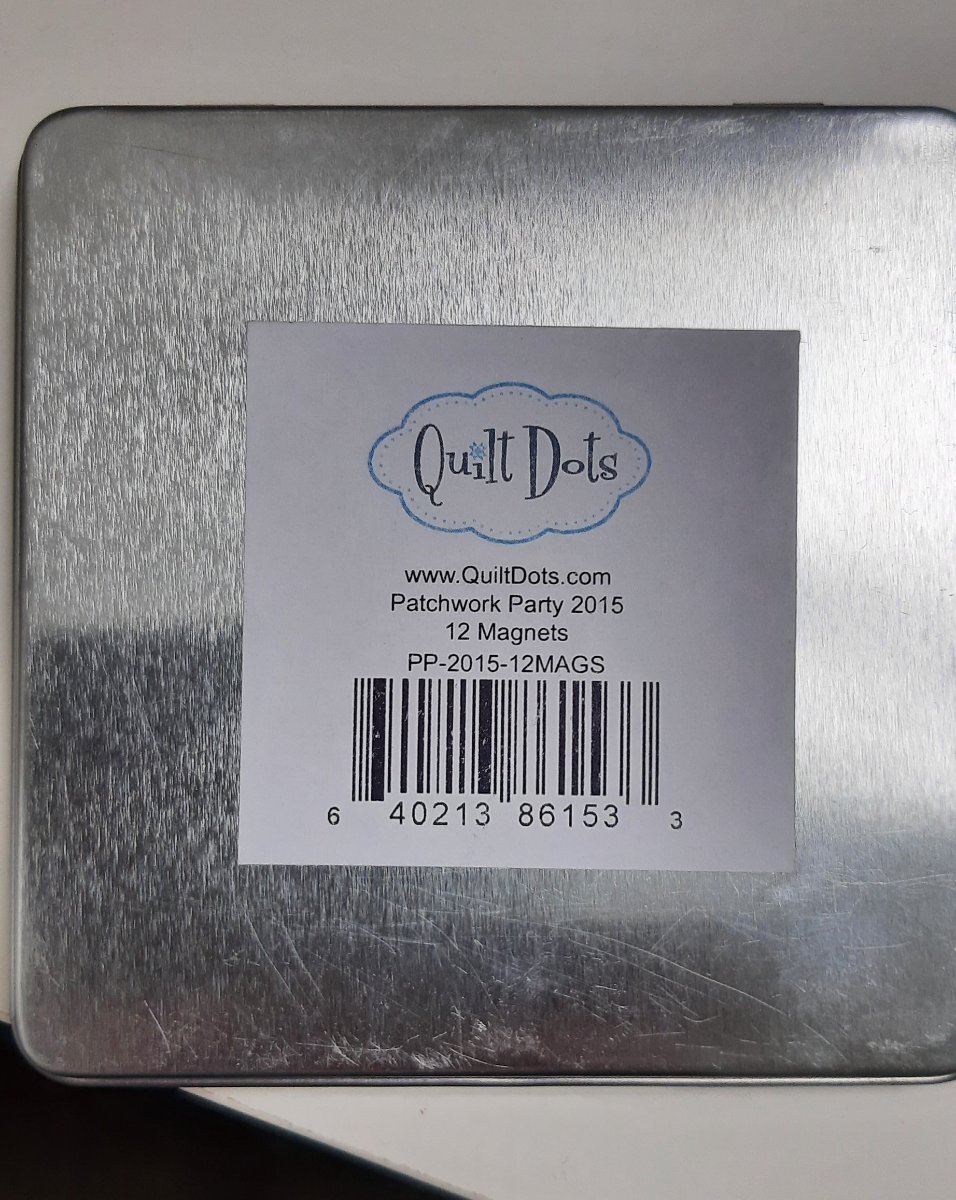 Quilt Dots
www.QuiltDots.com
Patchwork Party 2015
12 Magnets
PP-2015-12MAGS
6 40213 86153 3